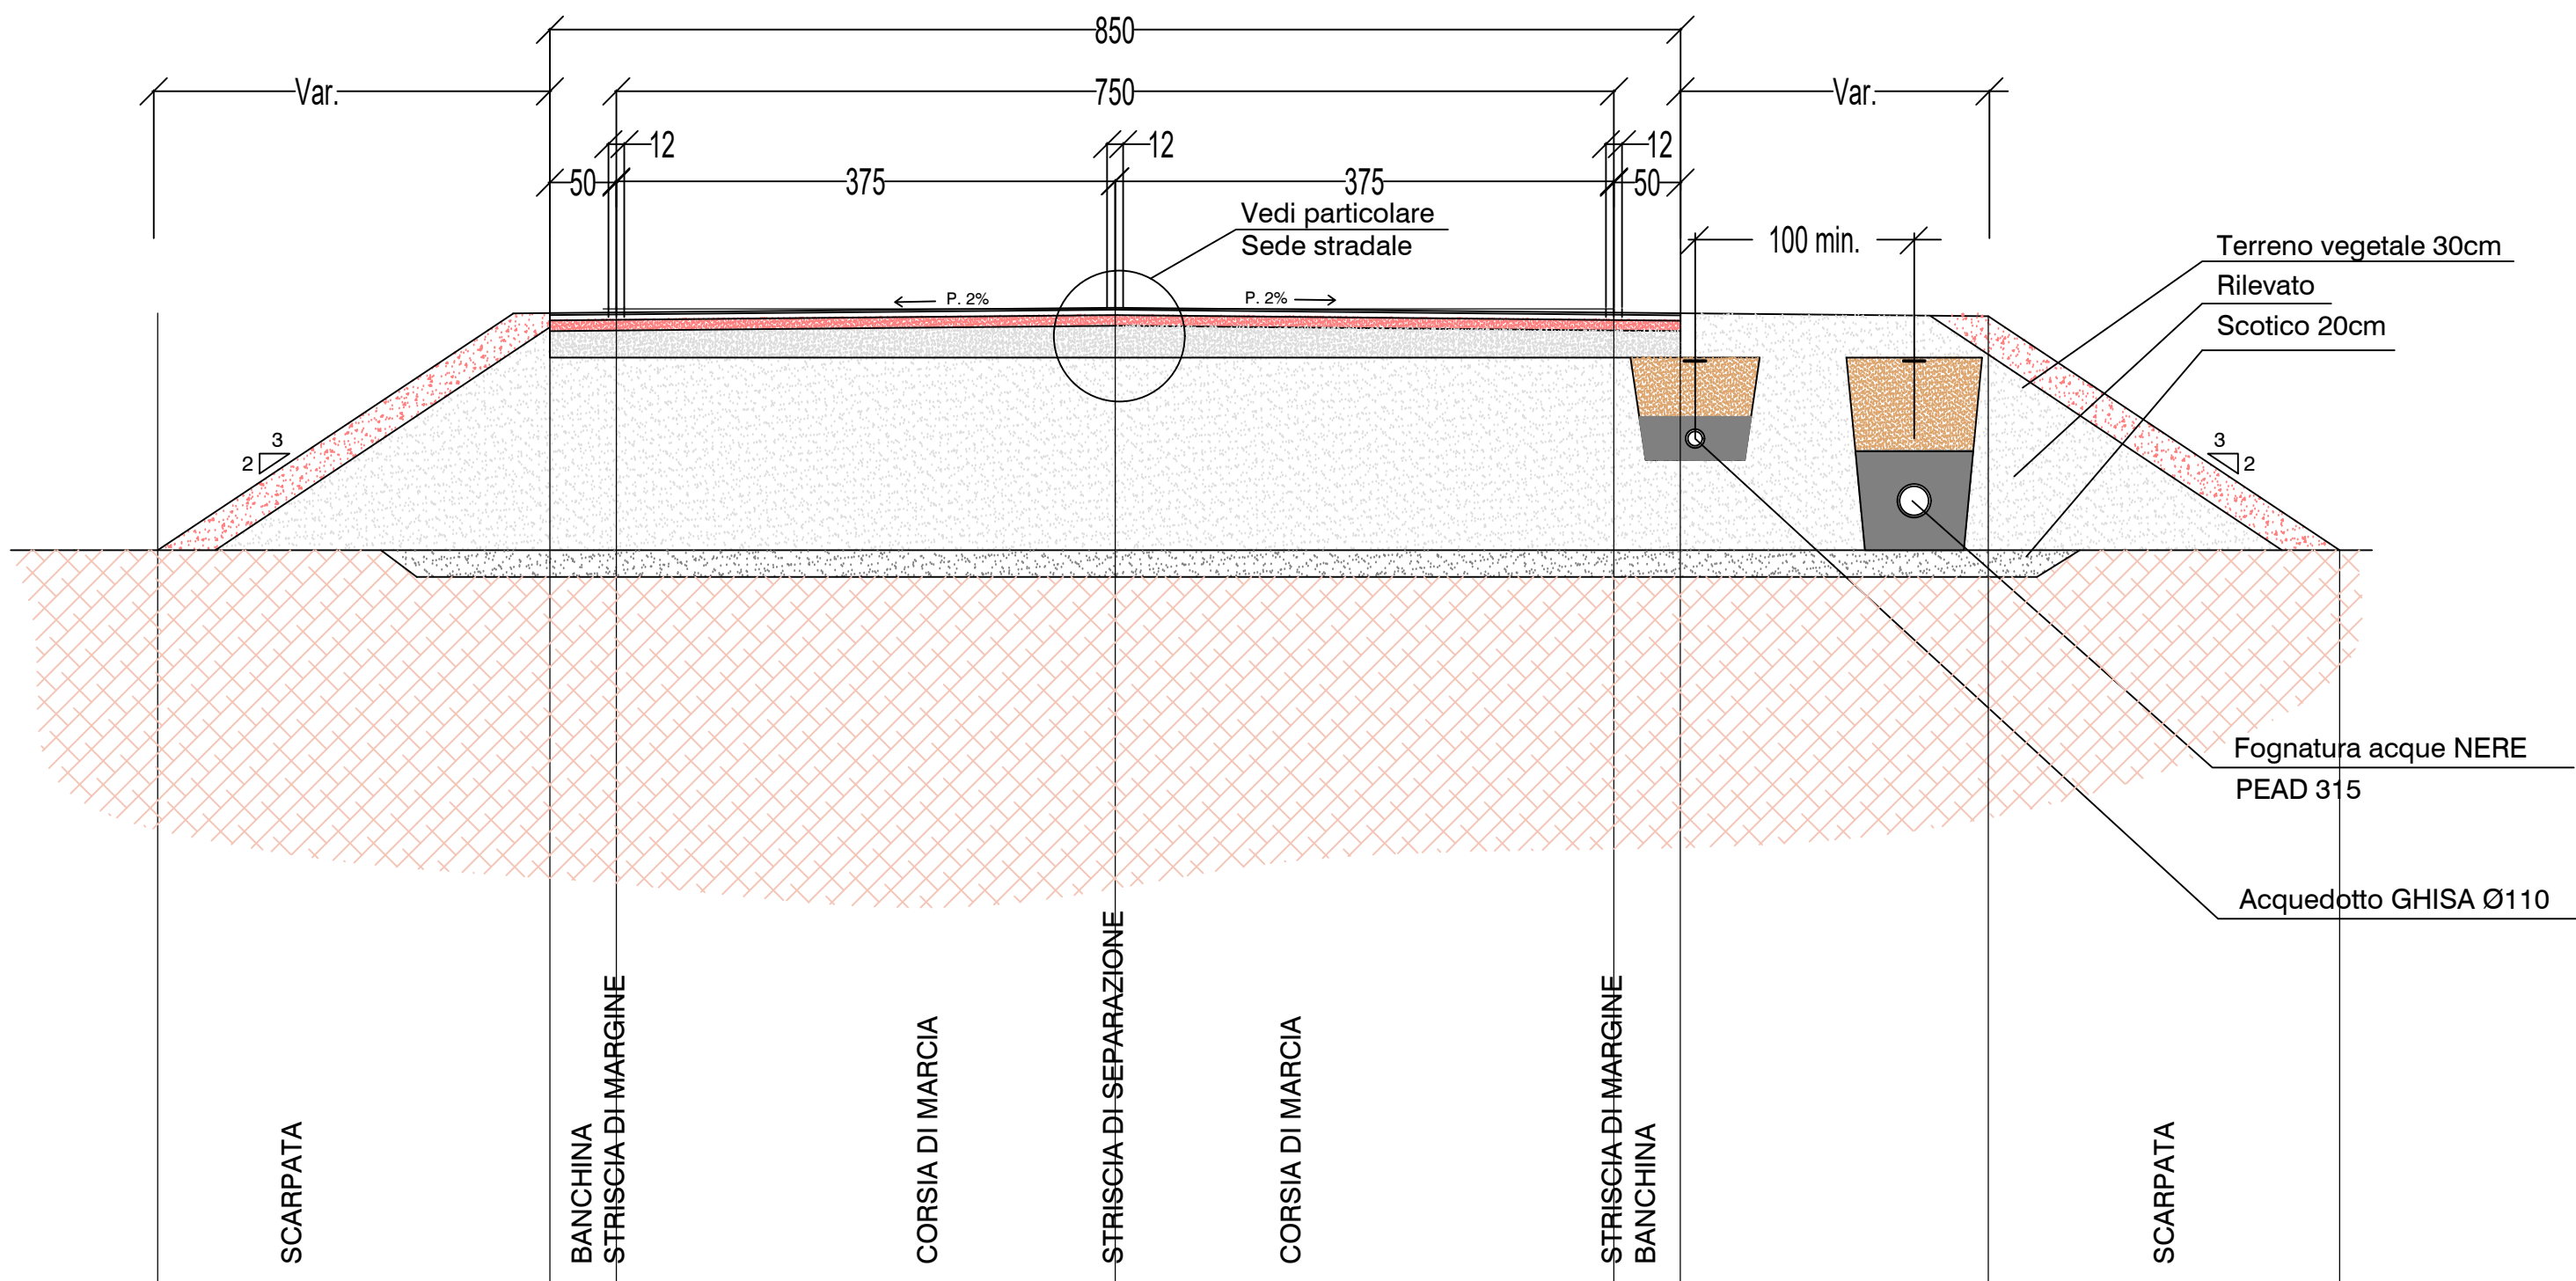 850
Var.
750
Var.
12
12
12
50
375
375
50
Vedi particolare
Sede stradale
100 min.
Terreno vegetale 30cm
Rilevato
Scotico 20cm
P. 2%
P. 2%
3
2
3
2
Fognatura acque NERE
PEAD 315
Acquedotto GHISA Ø110
SCARPATA
BANCHINA
STRISCIA DI MARGINE
CORSIA DI MARCIA
STRISCIA DI SEPARAZIONE
CORSIA DI MARCIA
STRISCIA DI MARGINE
BANCHINA
SCARPATA